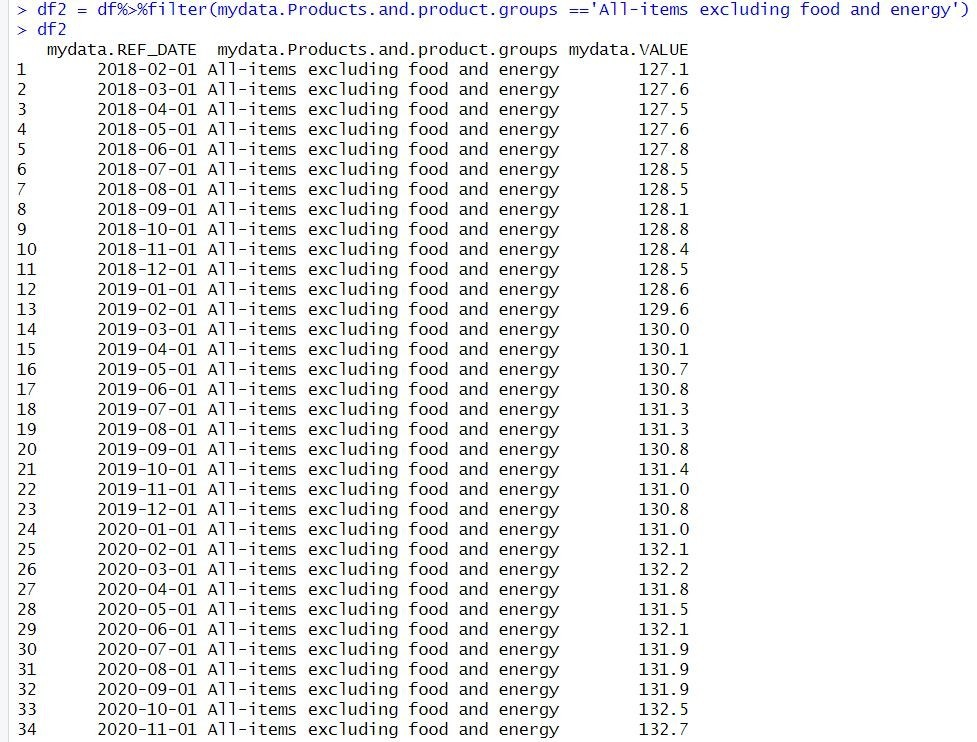 > df2 = df%>%filter(mydata.Products.and.product.groups =='All-items excluding food and energy')
> df2
mydata.REF_DATE mydata.Products.and.product.groups mydata.VALUE
1 2018-02-01 All-items excluding food and energy 127.1
2 2018-03-01 All-items excluding food and energy 127.6
3 2018-04-01 All-items excluding food and energy 127.5
4 2018-05-01 All-items excluding food and energy 127.6
5 2018-06-01 All-items excluding food and energy 127.8
6 2018-07-01 All-items excluding food and energy 128.5
7 2018-08-01 All-items excluding food and energy 128.5
8 2018-09-01 All-items excluding food and energy 128.1
9 2018-10-01 All-items excluding food and energy 128.8
10 2018-11-01 All-items excluding food and energy 128.4
11 2018-12-01 All-items excluding food and energy 128.5
12 2019-01-01 All-items excluding food and energy 128.6
13 2019-02-01 All-items excluding food and energy 129.6
14 2019-03-01 All-items excluding food and energy 130.0
15 2019-04-01 All-items excluding food and energy 130.1
16 2019-05-01 All-items excluding food and energy 130.7
17 2019-06-01 All-items excluding food and energy 130.8
18 2019-07-01 All-items excluding food and energy 131.3
19 2019-08-01 All-items excluding food and energy 131.3
20 2019-09-01 All-items excluding food and energy 130.8
21 2019-10-01 All-items excluding food and energy 131.4
22 2019-11-01 All-items excluding food and energy 131.0
23 2019-12-01 All-items excluding food and energy 130.8
24 2020-01-01 All-items excluding food and energy 131.0
25 2020-02-01 All-items excluding food and energy 132.1
26 2020-03-01 All-items excluding food and energy 132.2
27 2020-04-01 All-items excluding food and energy 131.8
28 2020-05-01 All-items excluding food and energy 131.5
29 2020-06-01 All-items excluding food and energy 132.1
30 2020-07-01 All-items excluding food and energy 131.9
31 2020-08-01 All-items excluding food and energy 131.9
32 2020-09-01 All-items excluding food and energy 131.9
33 2020-10-01 All-items excluding food and energy 132.5
34 2020-11-01 All-items excluding food and energy 132.7